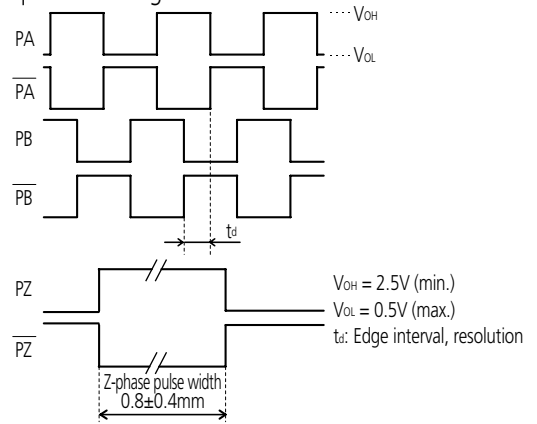 PA
VOH
VOL
PA
PB
PB
td
PZ
PZ
VOH = 2.5V (min.)
VOL = 0.5V (max.)
td: Edge interval, resolution
Z-phase pulse width
0.8±0.4mm